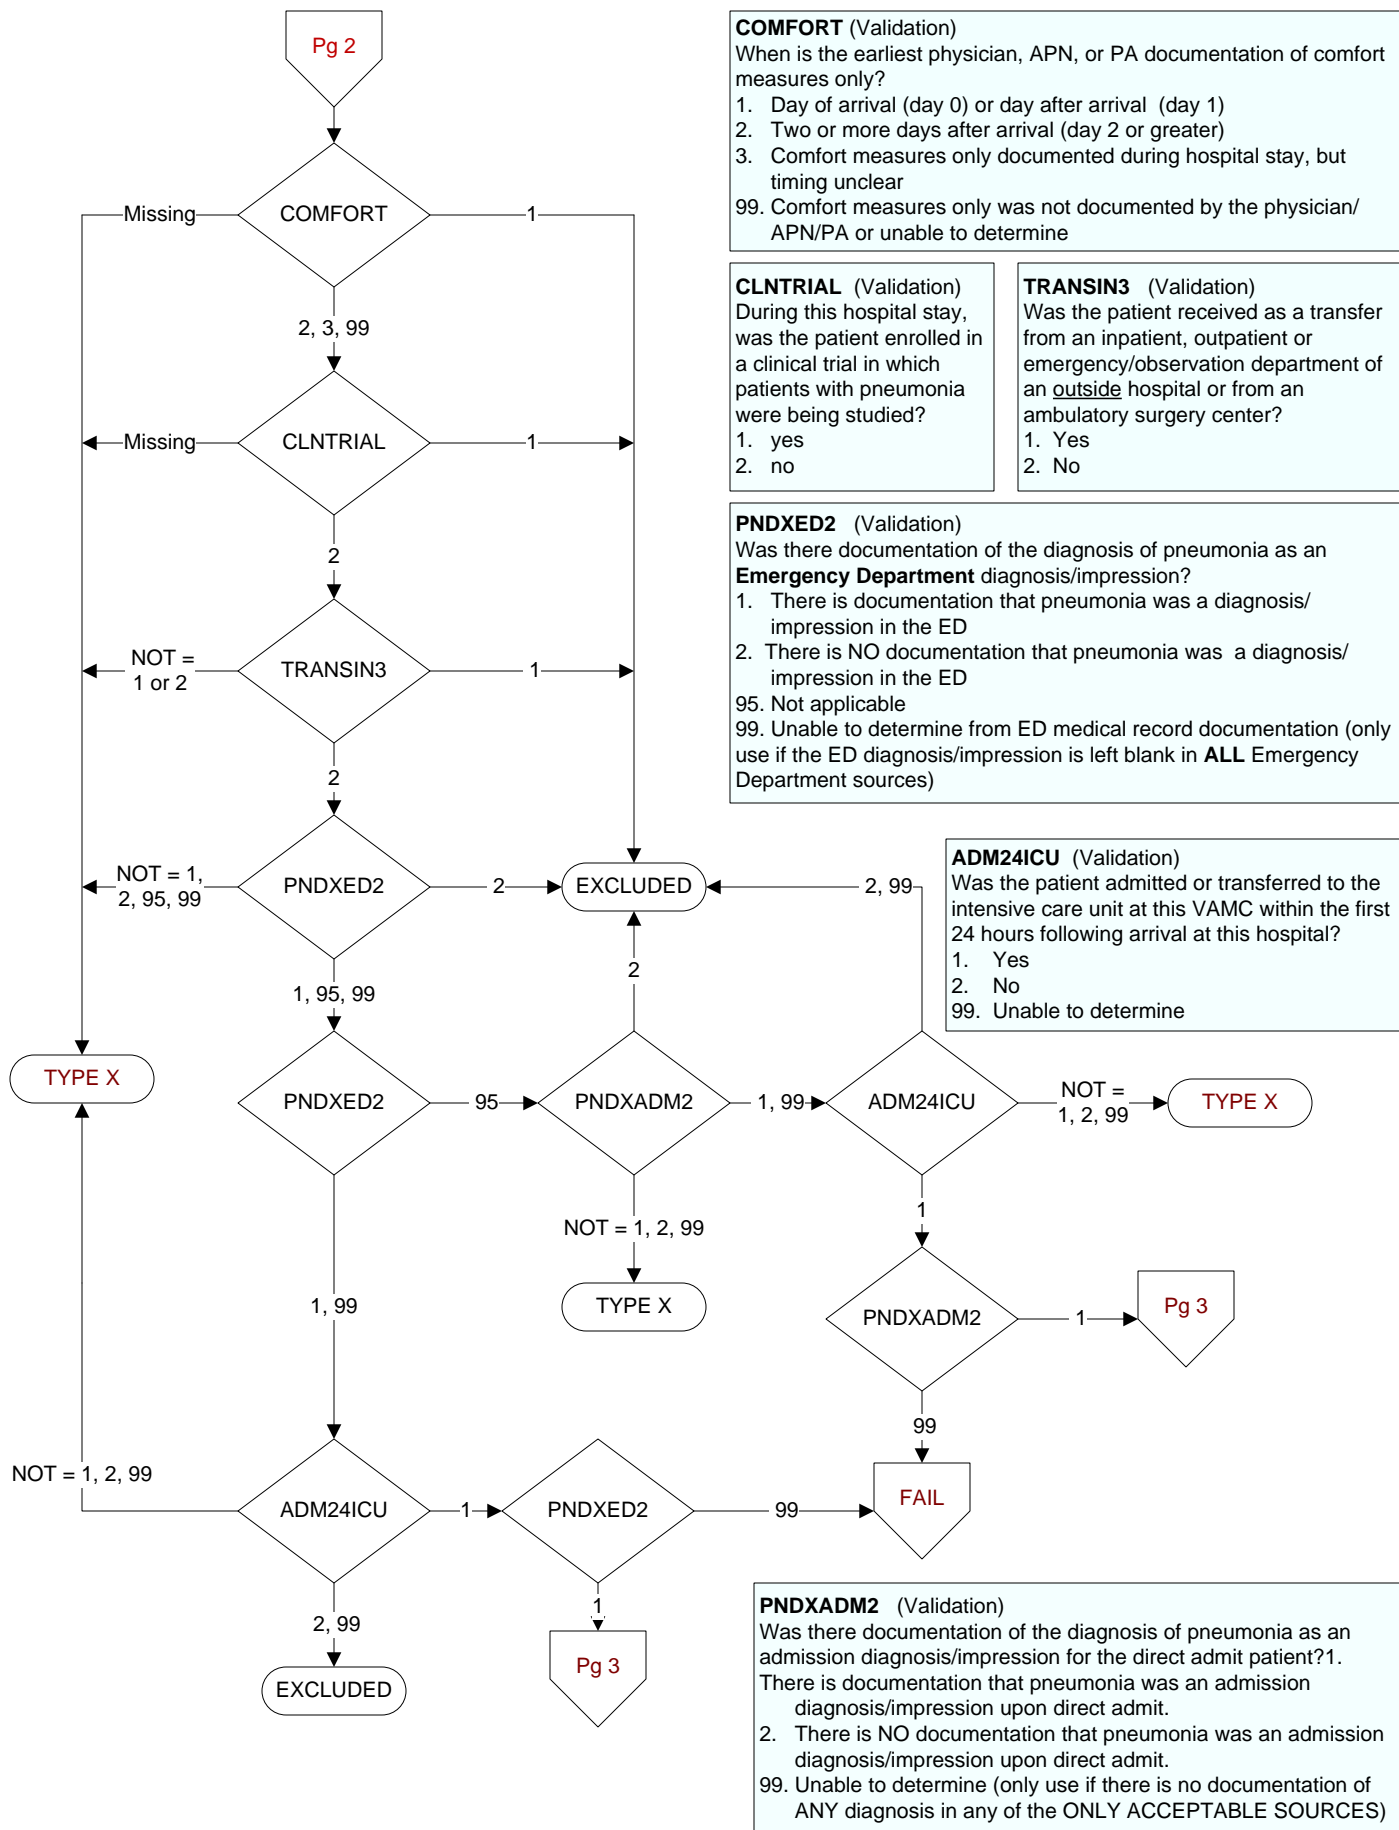 Pg 2
COMFORT (Validation)
When is the earliest physician, APN, or PA documentation of comfort
measures only?
1. Day of arrival (day 0) or day after arrival (day 1)
2. Two or more days after arrival (day 2 or greater)
3. Comfort measures only documented during hospital stay, but
timing unclear
99. Comfort measures only was not documented by the physician/
APN/PA or unable to determine
Missing
COMFORT
1
2, 3, 99
CLNTRIAL (Validation)
During this hospital stay,
was the patient enrolled in
a clinical trial in which
patients with pneumonia
were being studied?
1. yes
2. no
TRANSIN3 (Validation)
Was the patient received as a transfer
from an inpatient, outpatient or
emergency/observation department of
an outside hospital or from an
ambulatory surgery center?
1. Yes
2. No
Missing
CLNTRIAL
1
2
PNDXED2 (Validation)
Was there documentation of the diagnosis of pneumonia as an
Emergency Department diagnosis/impression?
1. There is documentation that pneumonia was a diagnosis/
impression in the ED
2. There is NO documentation that pneumonia was a diagnosis/
impression in the ED
95. Not applicable
99. Unable to determine from ED medical record documentation (only
use if the ED diagnosis/impression is left blank in ALL Emergency
Department sources)
NOT =
1 or 2
TRANSIN3
1
2
NOT = 1,
2, 95, 99
PNDXED2
2
EXCLUDED
2, 99
ADM24ICU (Validation)
Was the patient admitted or transferred to the
intensive care unit at this VAMC within the first
24 hours following arrival at this hospital?
1. Yes
2. No
99. Unable to determine
1, 95, 99
2
TYPE X
PNDXED2
95
PNDXADM2
1, 99
ADM24ICU
NOT =
1, 2, 99
TYPE X
NOT = 1, 2, 99
1
TYPE X
1, 99
PNDXADM2
1
Pg 3
99
NOT = 1, 2, 99
ADM24ICU
1
PNDXED2
99
FAIL
2, 99
1
EXCLUDED
Pg 3
PNDXADM2 (Validation)
Was there documentation of the diagnosis of pneumonia as an
admission diagnosis/impression for the direct admit patient?1.
There is documentation that pneumonia was an admission
diagnosis/impression upon direct admit.
2. There is NO documentation that pneumonia was an admission
diagnosis/impression upon direct admit.
99. Unable to determine (only use if there is no documentation of
ANY diagnosis in any of the ONLY ACCEPTABLE SOURCES)